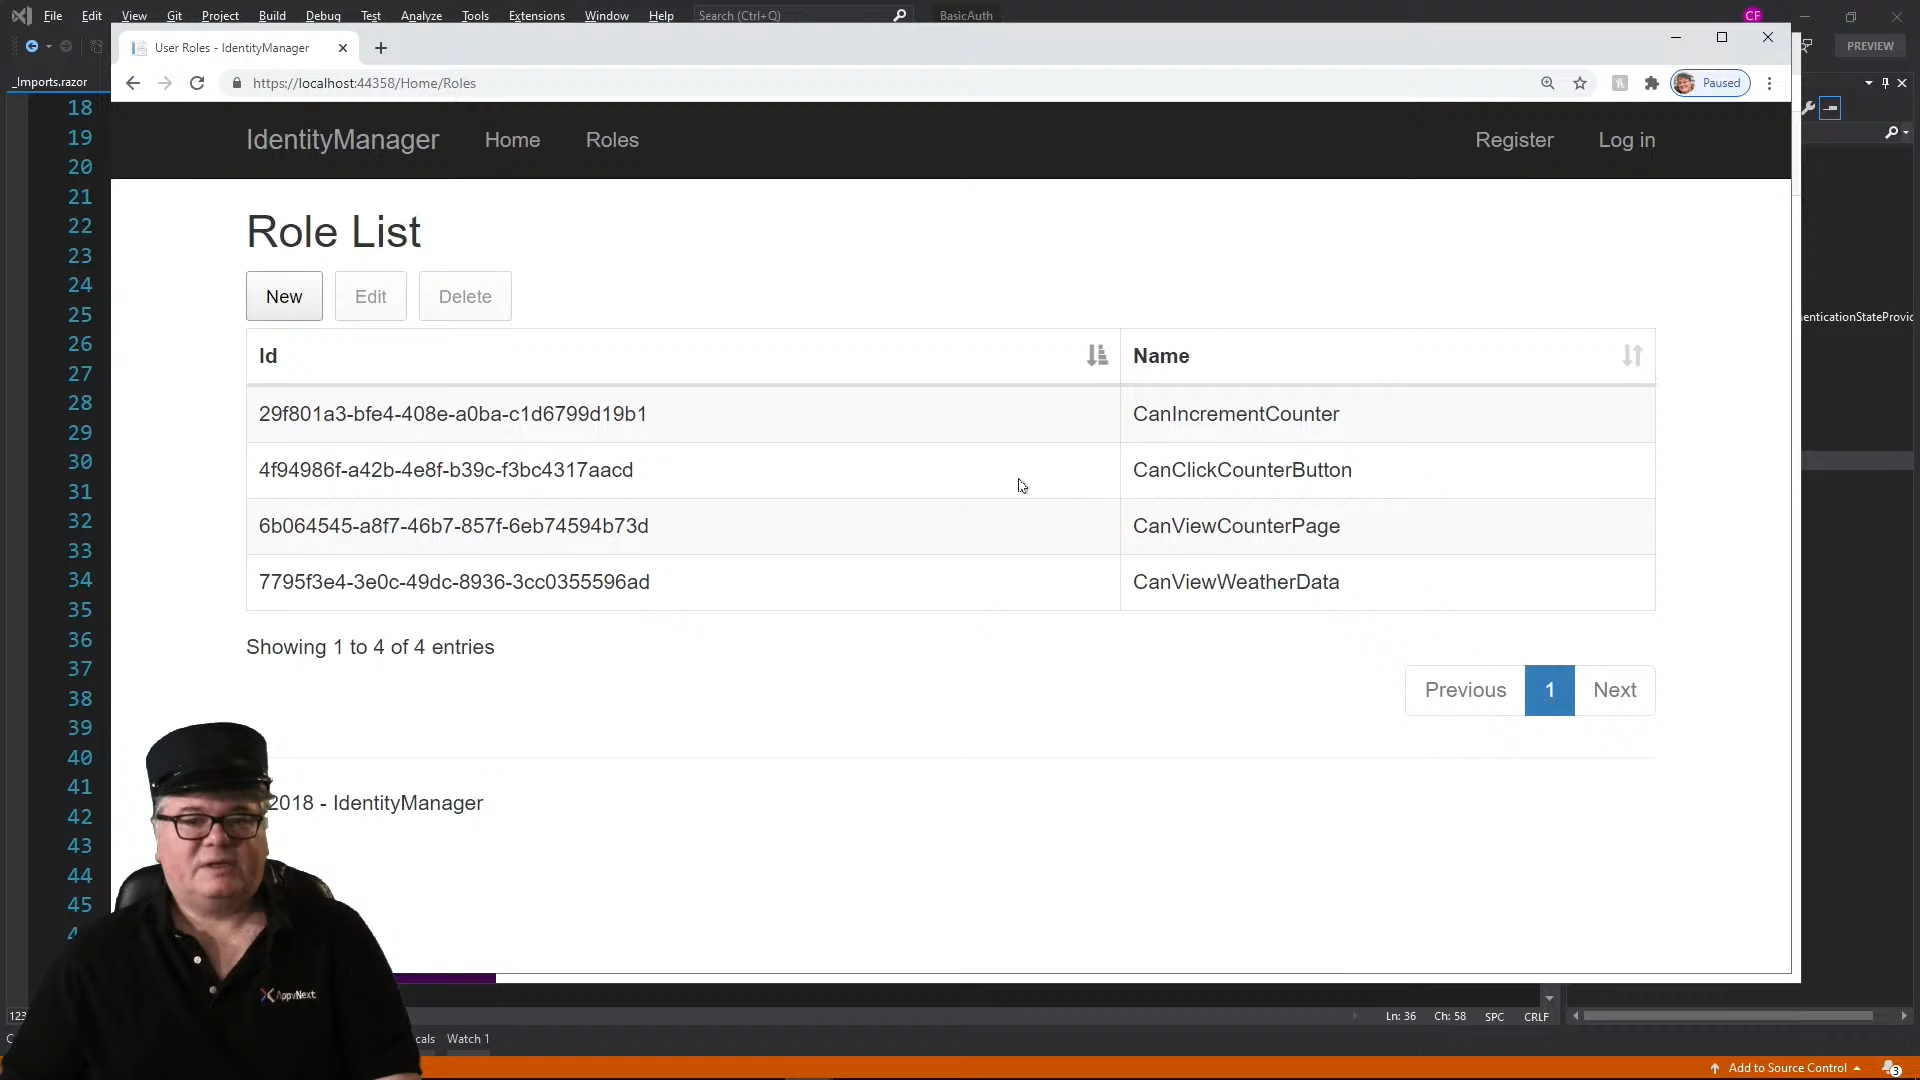 File Edit View Git Project Build Debug Test Analyze Tools Extensions Window Help Search (Ctrl+Q) BasicAuth CF
User Roles - IdentityManager
PREVIEW
_Imports.razor
https://localhost:44358/Home/Roles
Paused
IdentityManager Home Roles Register Log in
Role List
New Edit Delete
Id Name
29f801a3-bfe4-408e-a0ba-c1d6799d19b1 CanIncrementCounter
4f94986f-a42b-4e8f-b39c-f3bc4317aacd CanClickCounterButton
6b064545-a8f7-46b7-857f-6eb74594b73d CanViewCounterPage
7795f3e4-3e0c-49dc-8936-3cc0355596ad CanViewWeatherData
Showing 1 to 4 of 4 entries
Previous 1 Next
2018 - IdentityManager
18
19
20
21
22
23
24
25
26
27
28
29
30
31
32
33
34
35
36
37
38
39
40
41
42
43
44
45
enticationStateProvic
AppvNext
123
Ln: 36 Ch: 58 SPC CRLF
cals Watch 1
Add to Source Control 3